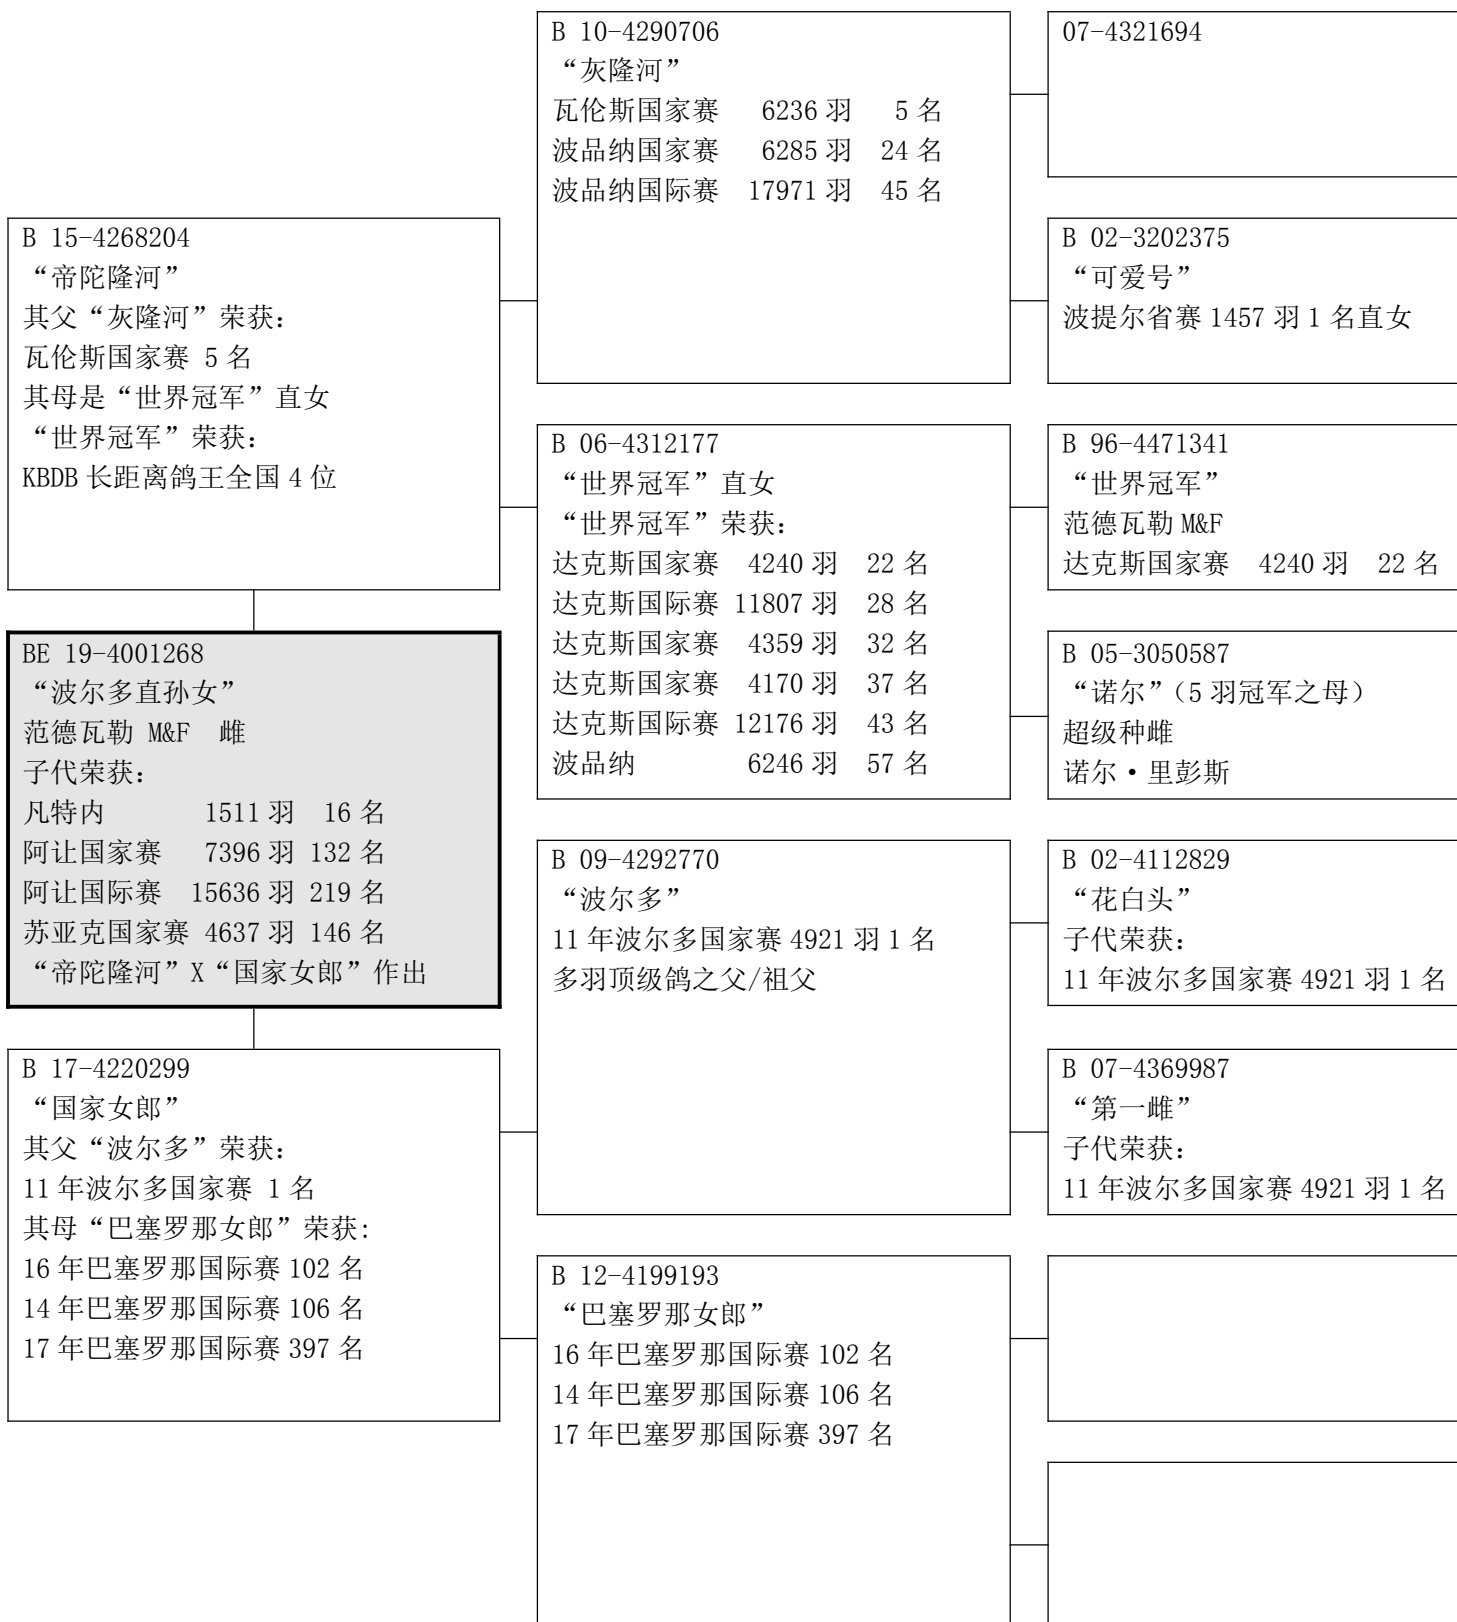 B 15-4268204
“帝陀隆河”
其父“灰隆河”荣获：
瓦伦斯国家赛 5 名
其母是“世界冠军”直女
“世界冠军”荣获：
KBDB 长距离鸽王全国 4 位
BE 19-4001268
“波尔多直孙女”
范德瓦勒 M&F 雌
子代荣获：
凡特内 1511 羽 16 名
阿让国家赛 7396 羽 132 名
阿让国际赛 15636 羽 219 名
苏亚克国家赛 4637 羽 146 名
“帝陀隆河”X“国家女郎”作出
B 17-4220299
“国家女郎”
其父“波尔多”荣获：
11 年波尔多国家赛 1 名
其母“巴塞罗那女郎”荣获:
16 年巴塞罗那国际赛 102 名
14 年巴塞罗那国际赛 106 名
17 年巴塞罗那国际赛 397 名
B 10-4290706
“灰隆河”
瓦伦斯国家赛 6236 羽 5 名
波品纳国家赛 6285 羽 24 名
波品纳国际赛 17971 羽 45 名
B 06-4312177
“世界冠军”直女
“世界冠军”荣获：
达克斯国家赛 4240 羽 22 名
达克斯国际赛 11807 羽 28 名
达克斯国家赛 4359 羽 32 名
达克斯国家赛 4170 羽 37 名
达克斯国际赛 12176 羽 43 名
波品纳 6246 羽 57 名
B 09-4292770
“波尔多”
11 年波尔多国家赛 4921 羽 1 名
多羽顶级鸽之父/祖父
B 12-4199193
“巴塞罗那女郎”
16 年巴塞罗那国际赛 102 名
14 年巴塞罗那国际赛 106 名
17 年巴塞罗那国际赛 397 名
07-4321694
B 02-3202375
“可爱号”
波提尔省赛 1457 羽 1 名直女
B 96-4471341
“世界冠军”
范德瓦勒 M&F
达克斯国家赛 4240 羽 22 名
B 05-3050587
“诺尔”（5 羽冠军之母）
超级种雌
诺尔·里彭斯
B 02-4112829
“花白头”
子代荣获：
11 年波尔多国家赛 4921 羽 1 名
B 07-4369987
“第一雌”
子代荣获：
11 年波尔多国家赛 4921 羽 1 名